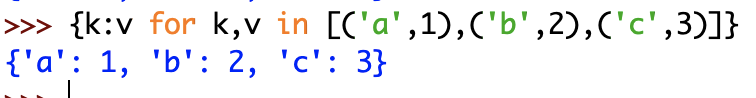 >>> {k:v for k,v in [('a',1),('b',2),('c',3)]}
{'a': 1, 'b': 2, 'c': 3}
>>>